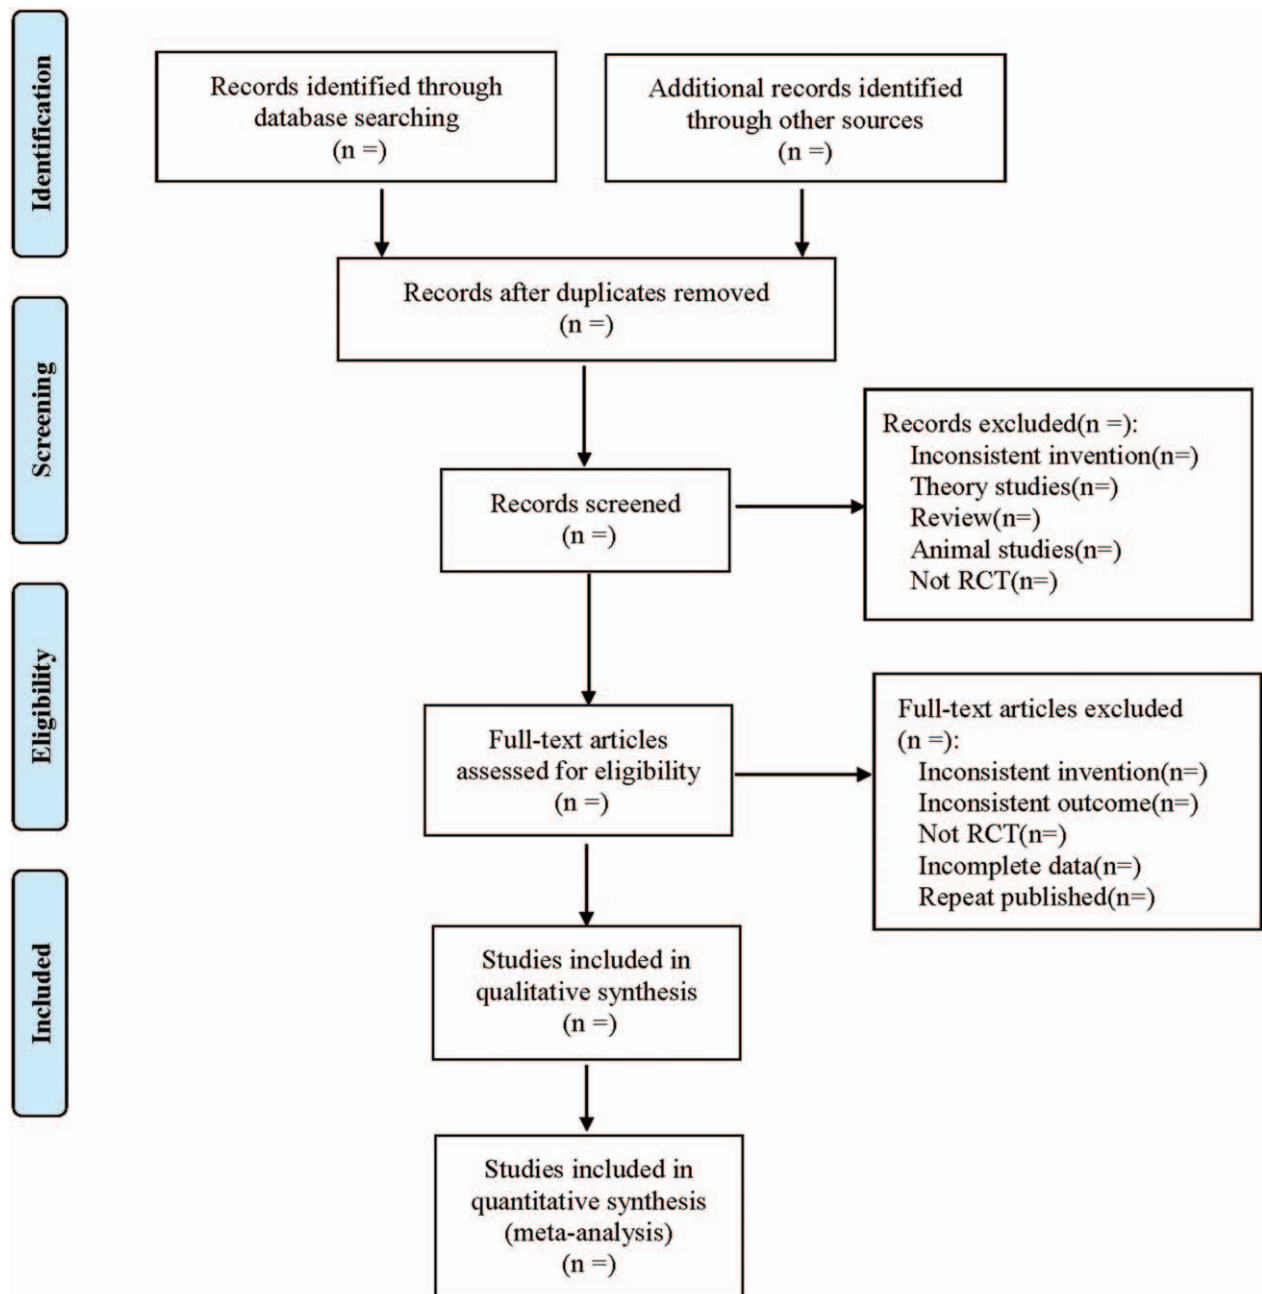 Identification
Records identified through
database searching
(n =)
Additional records identified
through other sources
(n =)
Records after duplicates removed
(n =)
Screening
Records screened
(n =)
Records excluded(n =):
Inconsistent invention(n=)
Theory studies(n=)
Review(n=)
Animal studies(n=)
Not RCT(n=)
Eligibility
Full-text articles
assessed for eligibility
(n =)
Full-text articles excluded
(n =):
Inconsistent invention(n=)
Inconsistent outcome(n=)
Not RCT(n=)
Incomplete data(n=)
Repeat published(n=)
Included
Studies included in
qualitative synthesis
(n =)
Studies included in
quantitative synthesis
(meta-analysis)
(n =)